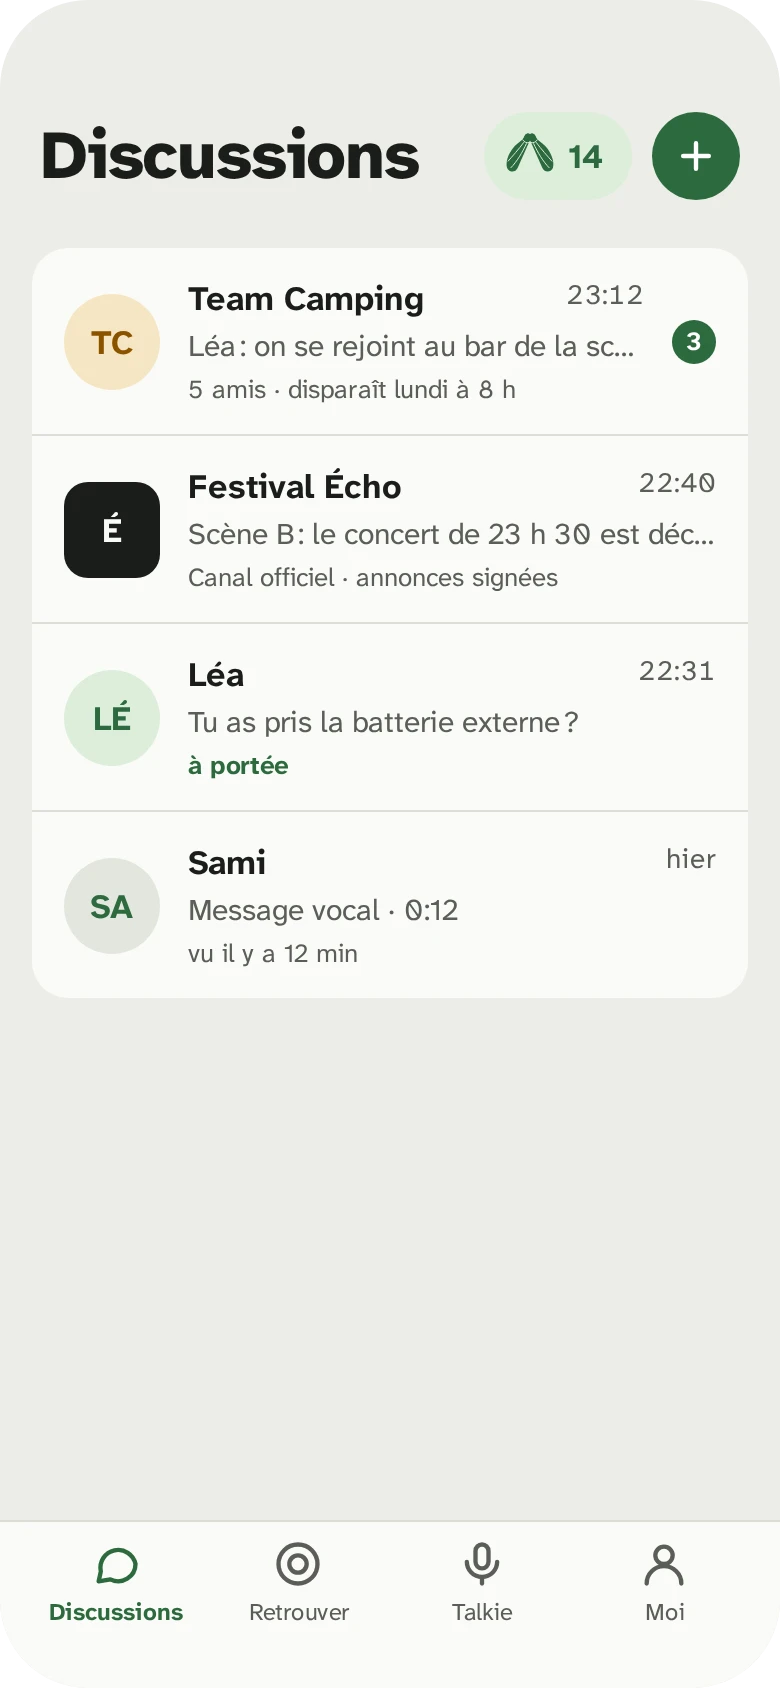 Discussions
14
TC
Team Camping
23:12
Léa : on se rejoint au bar de la sc...
3
5 amis · disparaît lundi à 8 h
É
Festival Écho
22:40
Scène B : le concert de 23 h 30 est déc...
Canal officiel · annonces signées
LÉ
Léa
22:31
Tu as pris la batterie externe ?
à portée
SA
Sami
hier
Message vocal · 0:12
vu il y a 12 min
Discussions
Retrouver
Talkie
Moi